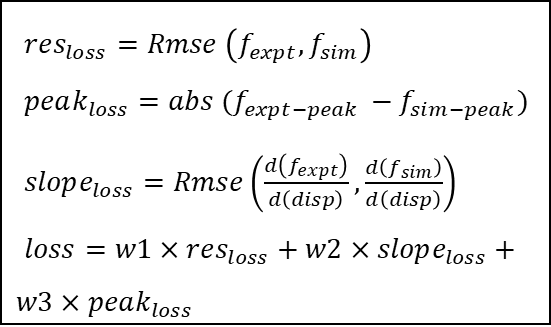 res_loss = Rmse (f_expt, f_sim)
peak_loss = abs (f_expt−peak − f_sim−peak)
slope_loss = Rmse (d(f_expt)/d(disp), d(f_sim)/d(disp))
loss = w1 × res_loss + w2 × slope_loss +
w3 × peak_loss